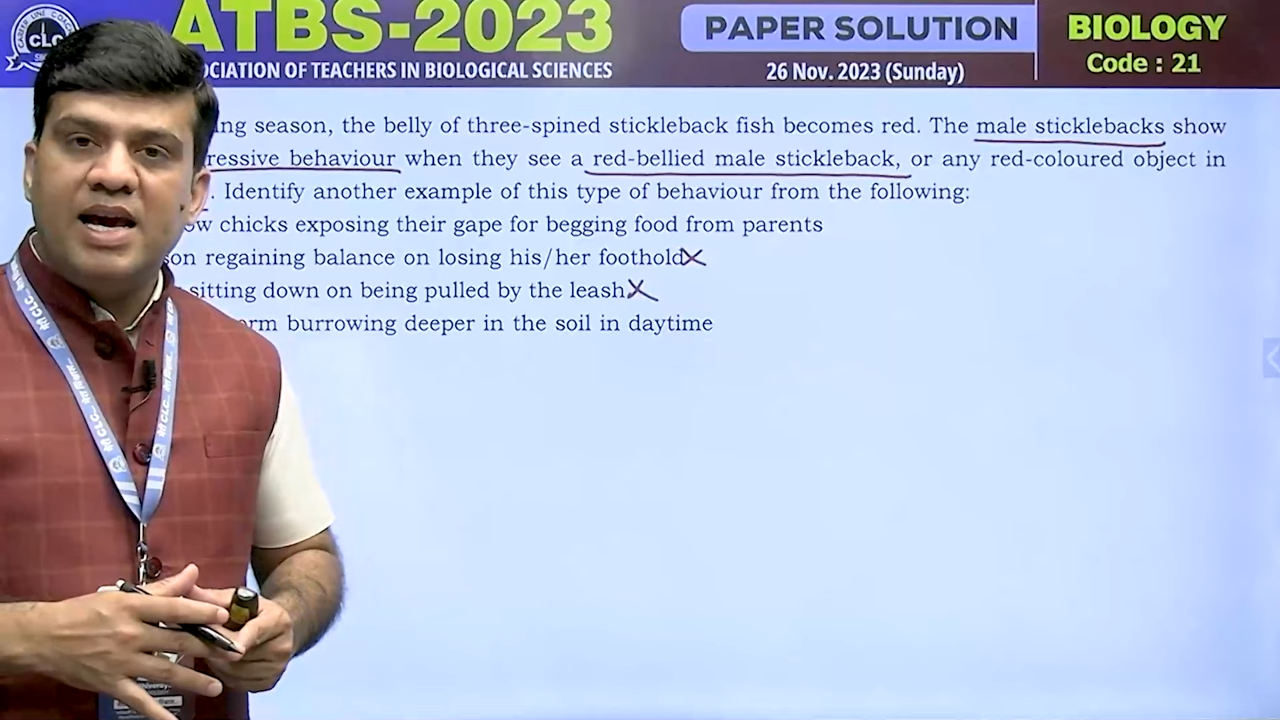 ATBS-2023
PAPER SOLUTION
BIOLOGY
CLC
OCIATION OF TEACHERS IN BIOLOGICAL SCIENCES
26 Nov. 2023 (Sunday)
Code : 21
ing season, the belly of three-spined stickleback fish becomes red. The male sticklebacks show
ressive behaviour when they see a red-bellied male stickleback, or any red-coloured object in
. Identify another example of this type of behaviour from the following:
ow chicks exposing their gape for begging food from parents
son regaining balance on losing his/her foothold
sitting down on being pulled by the leash
orm burrowing deeper in the soil in daytime